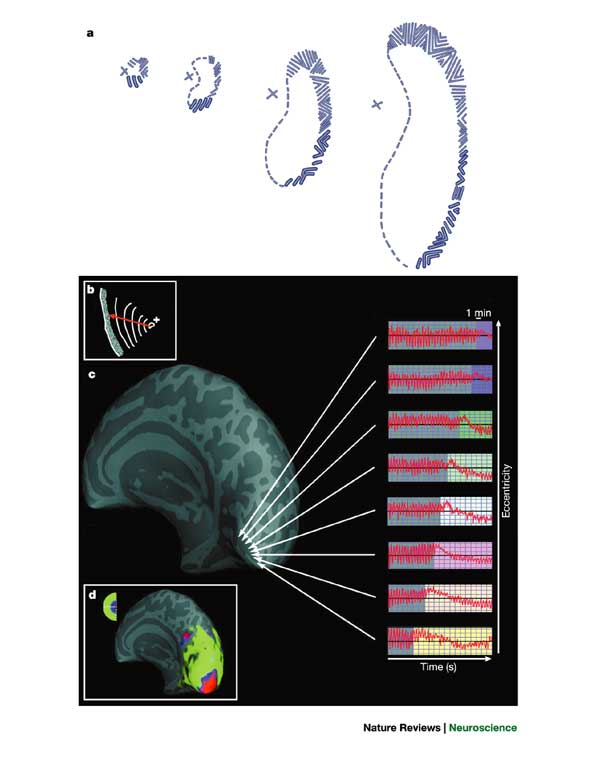 a
b
1 min
c
Eccentricity
d
Time (s)
Nature Reviews | Neuroscience